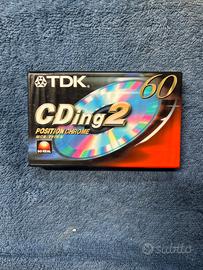 TDK
60
CDing2
POSITION CHROME
subito